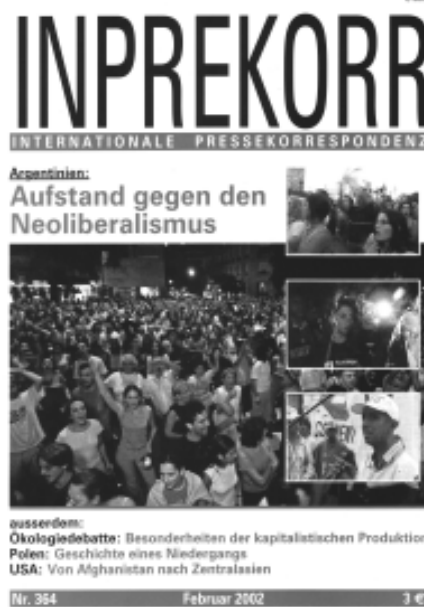 INPREKORR
INTERNATIONALE PRESSEKORRESPONDENZ
Argentinien:
Aufstand gegen den
Neoliberalismus
ausserdem:
Ökologiedebatte: Besonderheiten der kapitalistischen Produktion
Polen: Geschichte eines Niedergangs
USA: Von Afghanistan nach Zentralasien
Nr. 364 Februar 2002 3 €